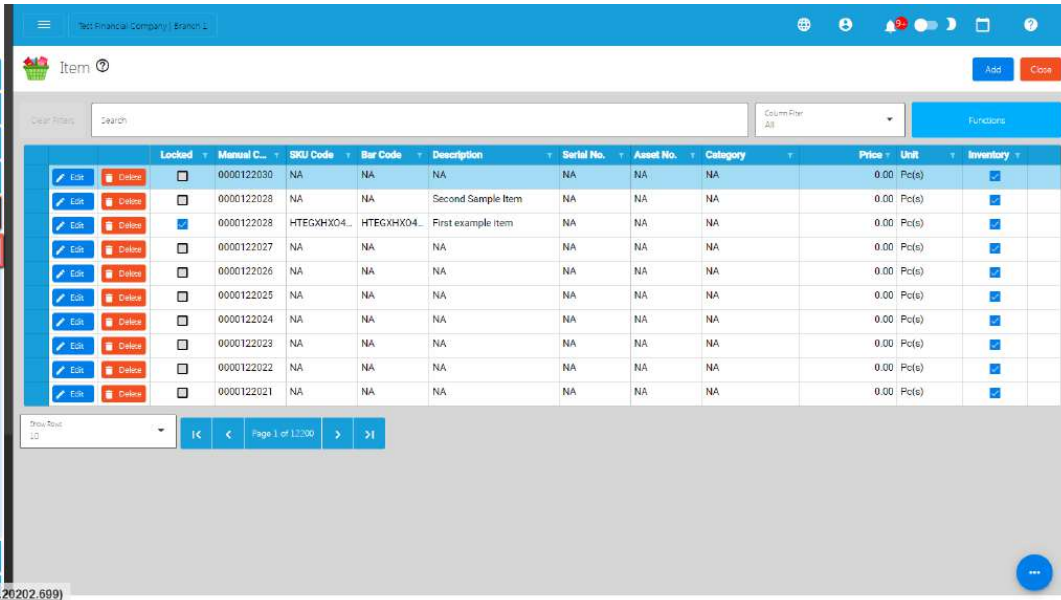 Test Financial Company | Branch 1 9+
Item Add Close
Clear Filters Search Column Filter All Functions
Locked Manual C... SKU Code Bar Code Description Serial No. Asset No. Category Price Unit Inventory
Edit Delete 0000122030 NA NA NA NA NA NA 0.00 Pc(s)
Edit Delete 0000122028 NA NA Second Sample Item NA NA NA 0.00 Pc(s)
Edit Delete 0000122028 HTEGXHXO4... HTEGXHXO4... First example item NA NA NA 0.00 Pc(s)
Edit Delete 0000122027 NA NA NA NA NA NA 0.00 Pc(s)
Edit Delete 0000122026 NA NA NA NA NA NA 0.00 Pc(s)
Edit Delete 0000122025 NA NA NA NA NA NA 0.00 Pc(s)
Edit Delete 0000122024 NA NA NA NA NA NA 0.00 Pc(s)
Edit Delete 0000122023 NA NA NA NA NA NA 0.00 Pc(s)
Edit Delete 0000122022 NA NA NA NA NA NA 0.00 Pc(s)
Edit Delete 0000122021 NA NA NA NA NA NA 0.00 Pc(s)
Show Rows
10 Page 1 of 12200
.20202.699)